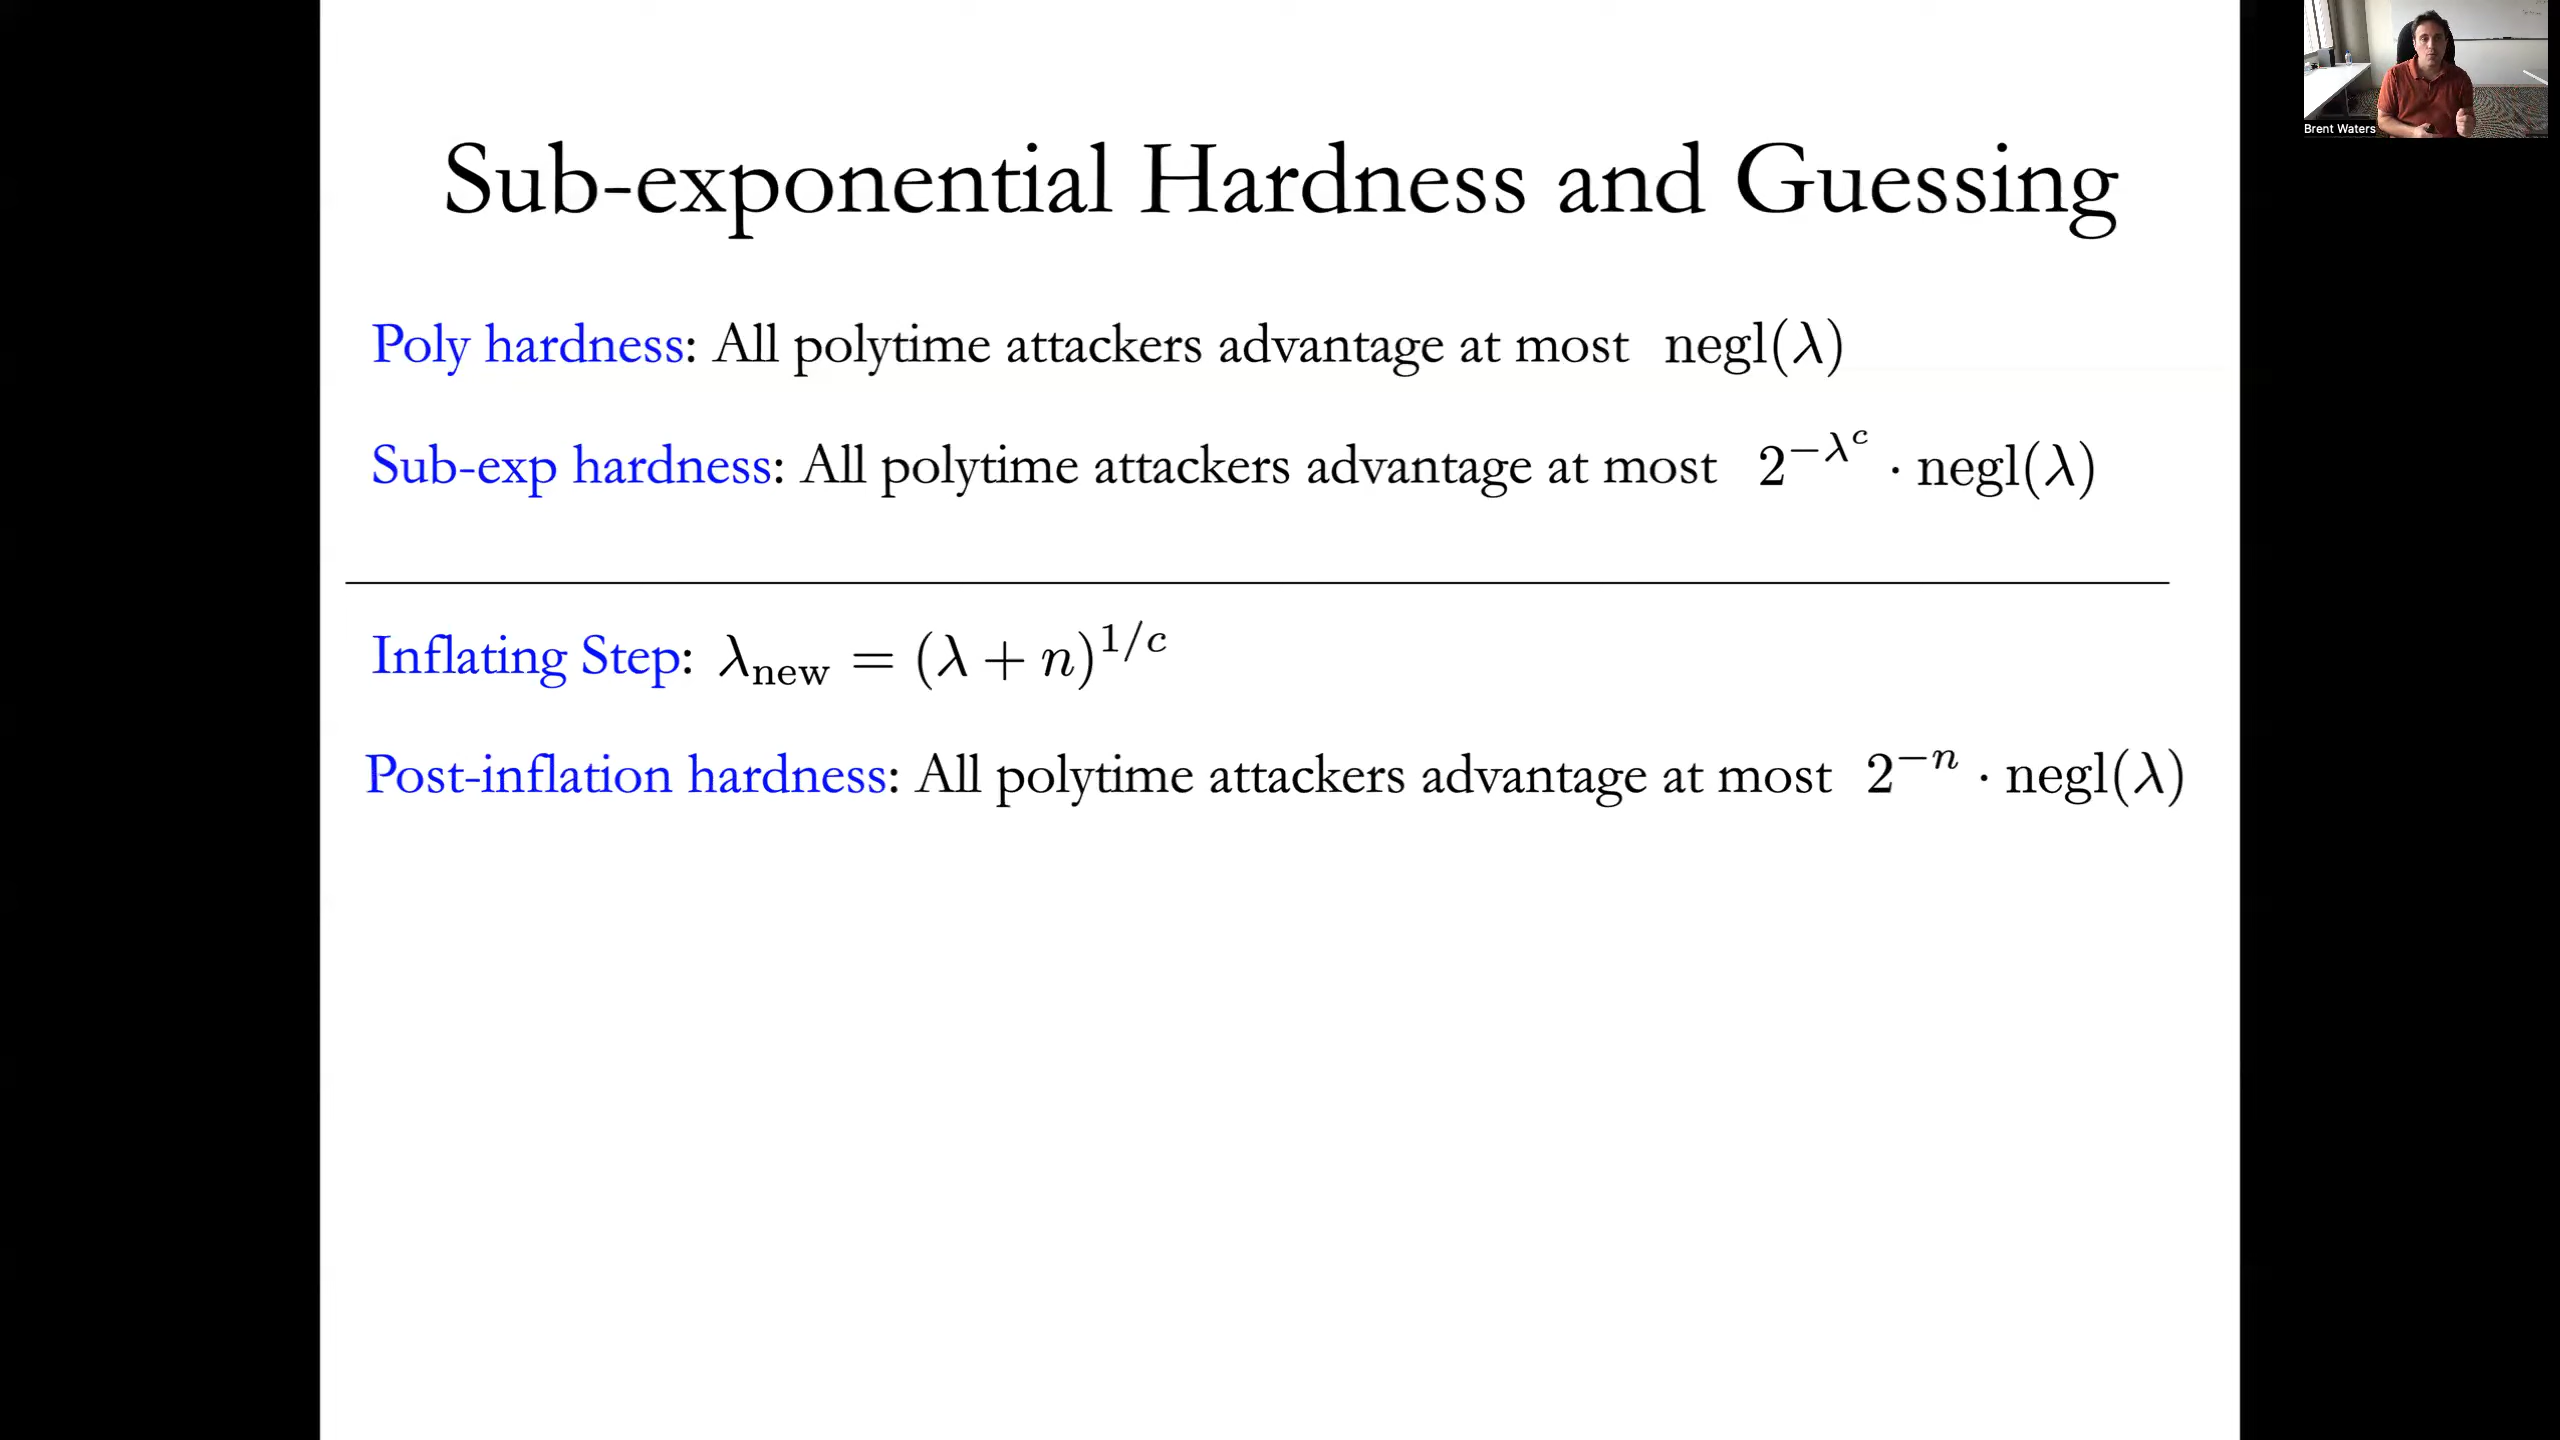 Sub-exponential Hardness and Guessing
Poly hardness: All polytime attackers advantage at most negl(λ)
Sub-exp hardness: All polytime attackers advantage at most 2^{-λ^c} · negl(λ)
Inflating Step: λ_new = (λ + n)^{1/c}
Post-inflation hardness: All polytime attackers advantage at most 2^{-n} · negl(λ)
Brent Waters